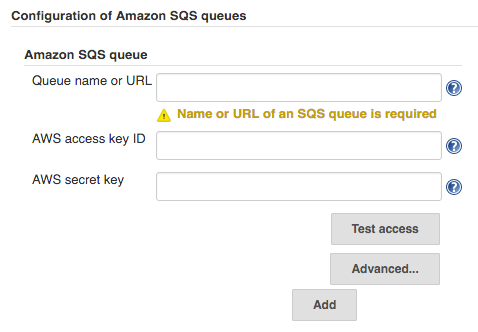 Configuration of Amazon SQS queues
Amazon SQS queue
Queue name or URL
Name or URL of an SQS queue is required
AWS access key ID
AWS secret key
Test access
Advanced...
Add